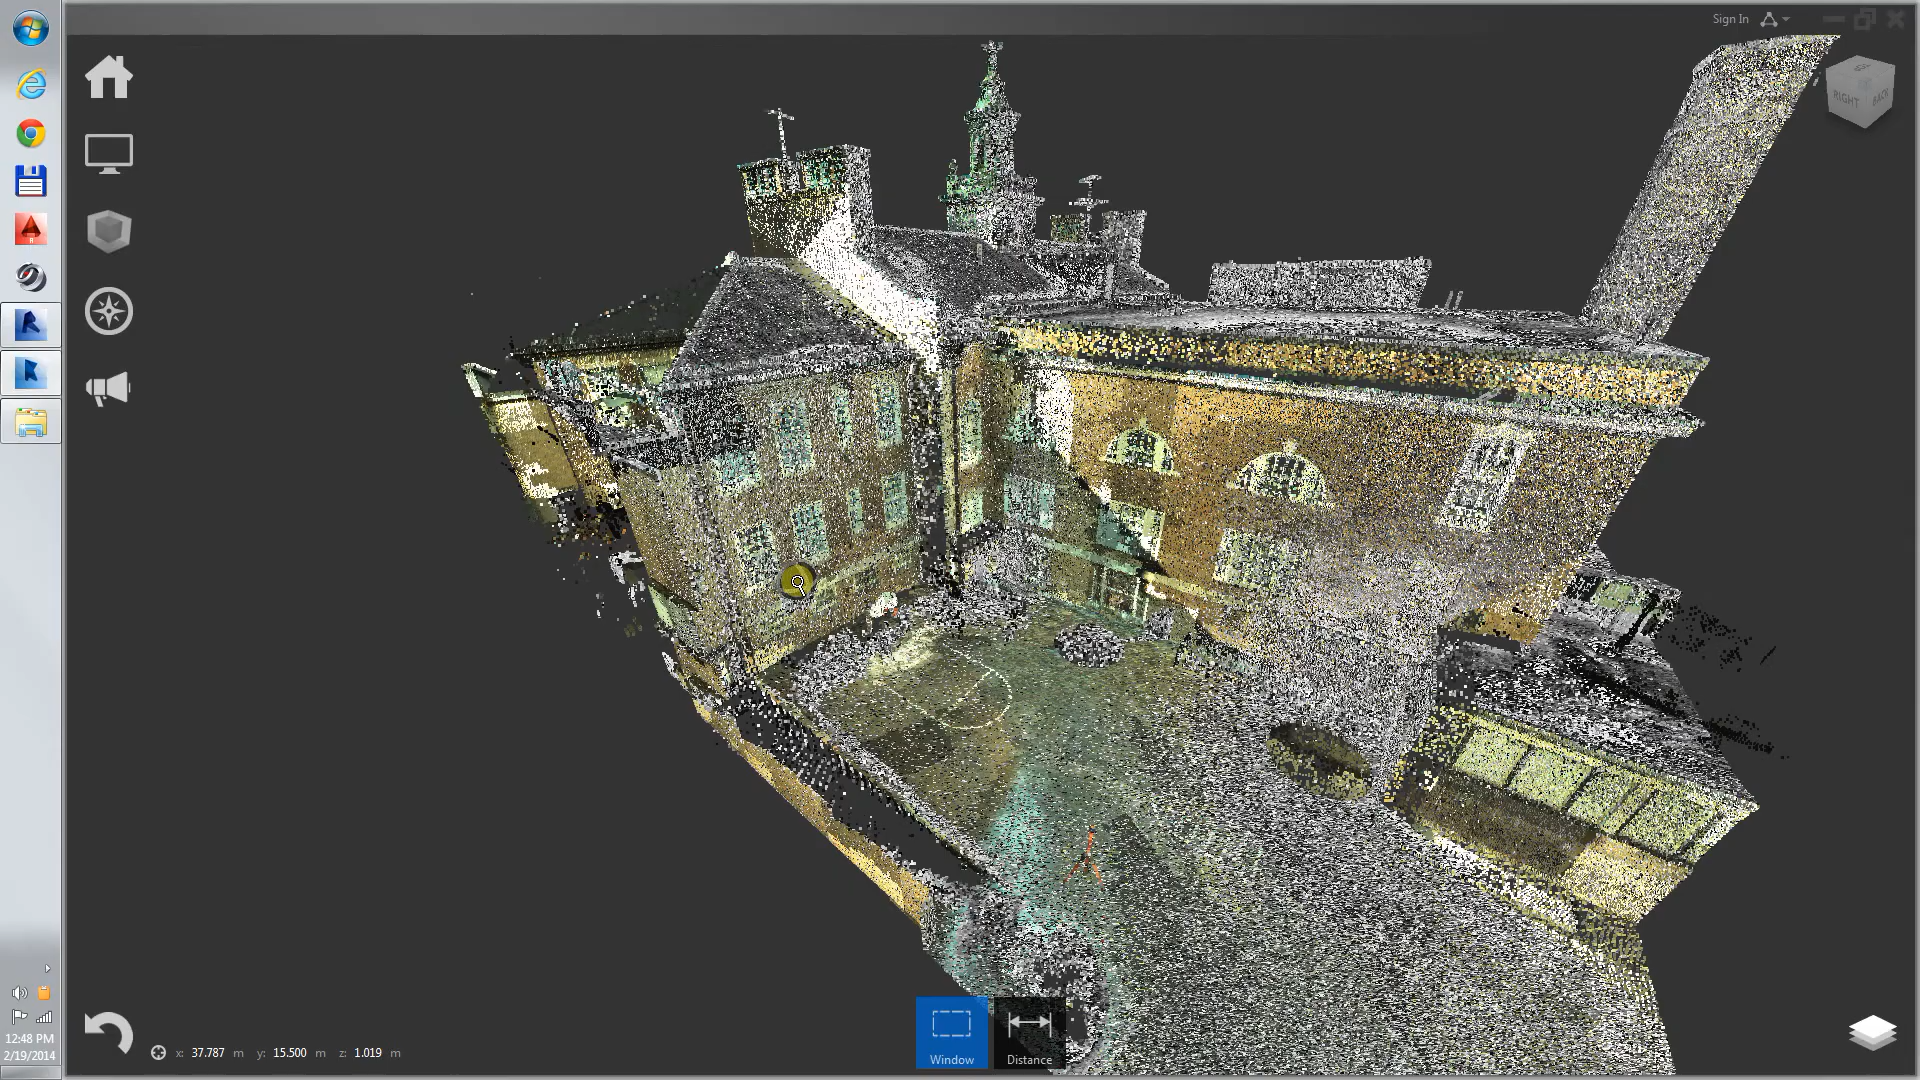 Sign In
RIGHT BACK
Window
Distance
x: 37.787 m y: 15.500 m z: 1.019 m
12:48 PM
2/19/2014